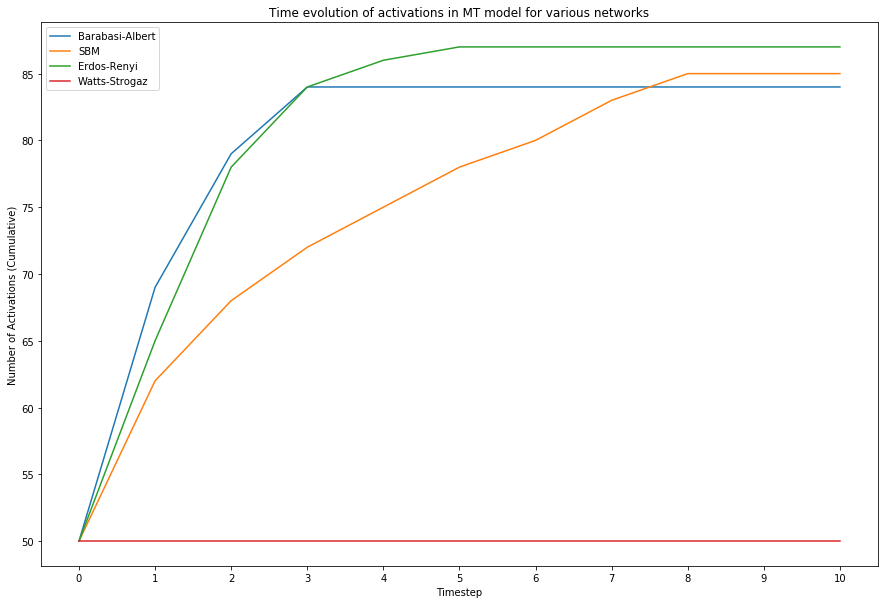 Time evolution of activations in MT model for various networks
Barabasi-Albert
SBM
Erdos-Renyi
Watts-Strogaz
Number of Activations (Cumulative)
85
80
75
70
65
60
55
50
0 1 2 3 4 5 6 7 8 9 10
Timestep